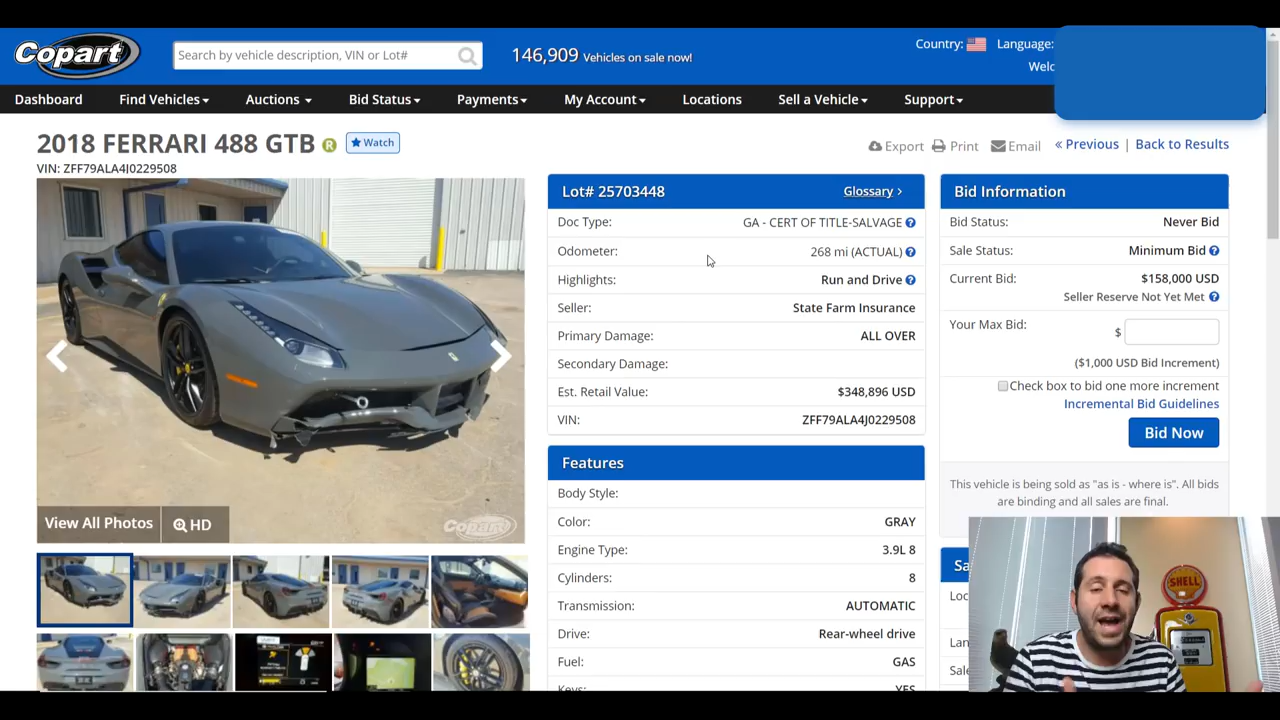 Copart
Search by vehicle description, VIN or Lot#
146,909 Vehicles on sale now!
Country:
Language:
Welc
Dashboard
Find Vehicles
Auctions
Bid Status
Payments
My Account
Locations
Sell a Vehicle
Support
2018 FERRARI 488 GTB R
Watch
VIN: ZFF79ALA4J0229508
Export
Print
Email
« Previous | Back to Results
View All Photos
HD
Copart
Lot# 25703448 Glossary >
Doc Type: GA - CERT OF TITLE-SALVAGE ?
Odometer: 268 mi (ACTUAL) ?
Highlights: Run and Drive ?
Seller: State Farm Insurance
Primary Damage: ALL OVER
Secondary Damage:
Est. Retail Value: $348,896 USD
VIN: ZFF79ALA4J0229508
Features
Body Style:
Color: GRAY
Engine Type: 3.9L 8
Cylinders: 8
Transmission: AUTOMATIC
Drive: Rear-wheel drive
Fuel: GAS
Keys: YES
Bid Information
Bid Status: Never Bid
Sale Status: Minimum Bid ?
Current Bid: $158,000 USD
Seller Reserve Not Yet Met ?
Your Max Bid: $
($1,000 USD Bid Increment)
Check box to bid one more increment
Incremental Bid Guidelines
Bid Now
This vehicle is being sold as "as is - where is". All bids
are binding and all sales are final.
Sa
Loc
Lan
Sale
SHELL